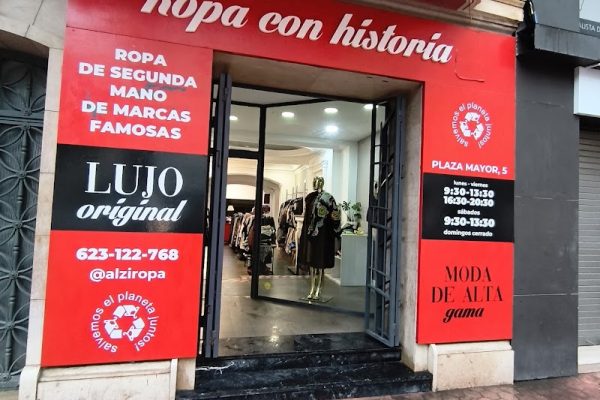 Ropa con historia
ROPA
DE SEGUNDA
MANO
DE MARCAS
FAMOSAS
LUJO
original
623-122-768
@alziropa
salvemos el planeta juntos!
salvemos el planeta juntos!
PLAZA MAYOR, 5
lunes - viernes
9:30-13:30
16:30-20:30
sábados
9:30-13:30
domingos cerrado
MODA
DE ALTA
gama